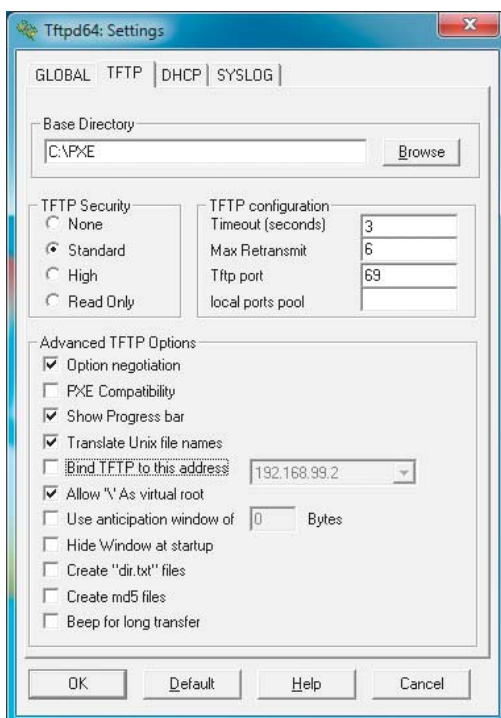 Tftpd64: Settings
GLOBAL TFTP DHCP SYSLOG
Base Directory
C:\PXE
Browse
TFTP Security
None
Standard
High
Read Only
TFTP configuration
Timeout (seconds) 3
Max Retransmit 6
Tftp port 69
local ports pool
Advanced TFTP Options
Option negotiation
PXE Compatibility
Show Progress bar
Translate Unix file names
Bind TFTP to this address 192.168.99.2
Allow '\' As virtual root
Use anticipation window of 0 Bytes
Hide Window at startup
Create "dir.txt" files
Create md5 files
Beep for long transfer
OK Default Help Cancel